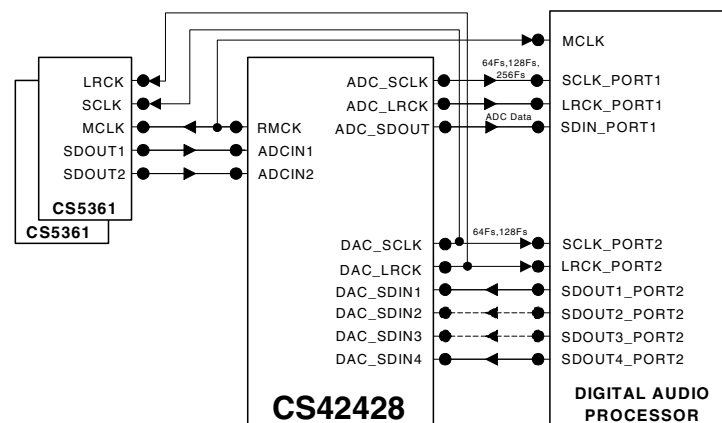 LRCK
SCLK
MCLK
SDOUT1
SDOUT2
CS5361
CS5361
RMCK
ADCIN1
ADCIN2
ADC_SCLK
ADC_LRCK
ADC_SDOUT
DAC_SCLK
DAC_LRCK
DAC_SDIN1
DAC_SDIN2
DAC_SDIN3
DAC_SDIN4
CS42428
64Fs,128Fs,
256Fs
ADC Data
64Fs,128Fs
MCLK
SCLK_PORT1
LRCK_PORT1
SDIN_PORT1
SCLK_PORT2
LRCK_PORT2
SDOUT1_PORT2
SDOUT2_PORT2
SDOUT3_PORT2
SDOUT4_PORT2
DIGITAL AUDIO
PROCESSOR